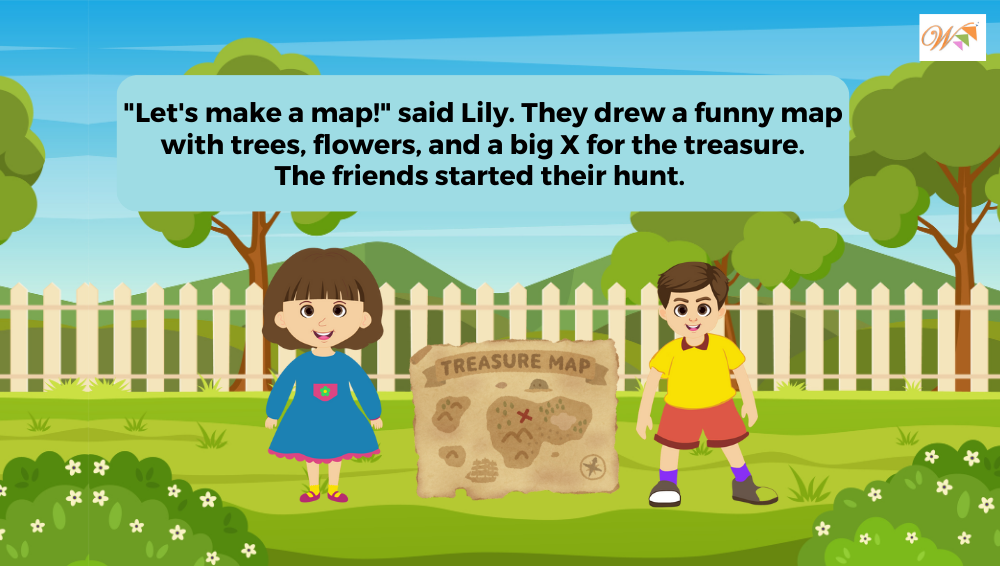 W
"Let's make a map!" said Lily. They drew a funny map
with trees, flowers, and a big X for the treasure.
The friends started their hunt.
TREASURE MAP